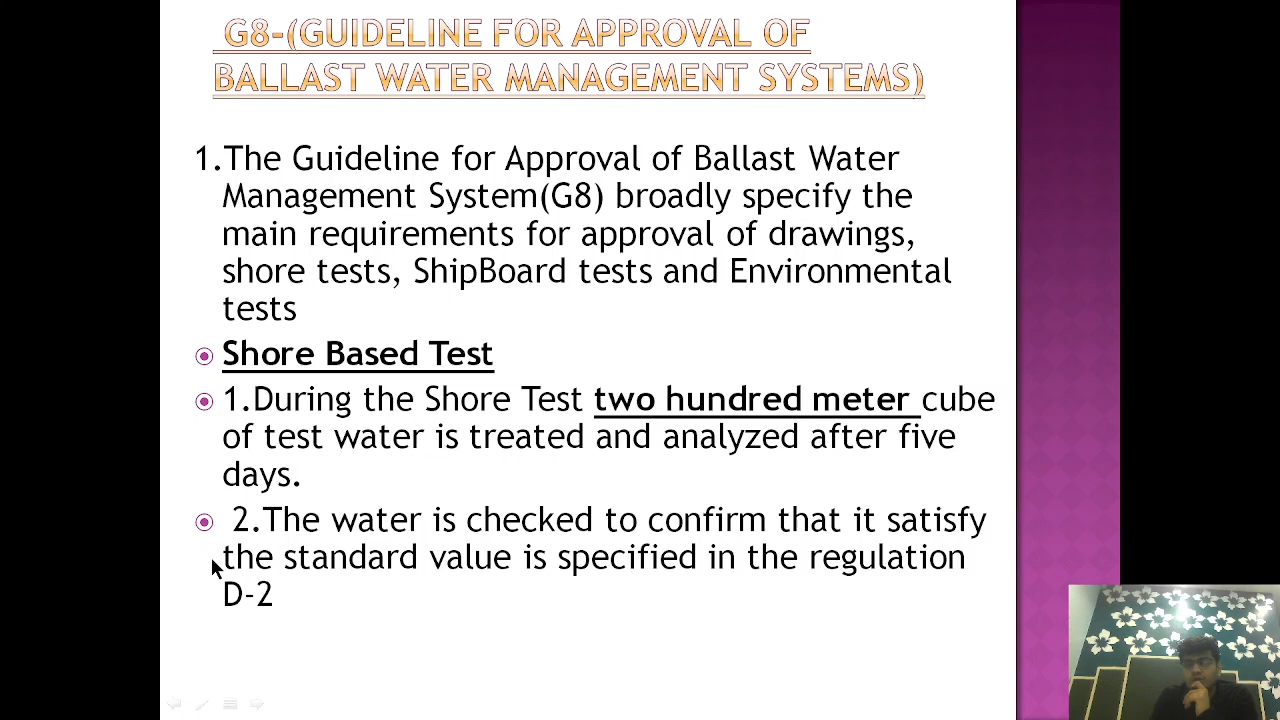 G8-(GUIDELINE FOR APPROVAL OF
BALLAST WATER MANAGEMENT SYSTEMS)
1.The Guideline for Approval of Ballast Water
Management System(G8) broadly specify the
main requirements for approval of drawings,
shore tests, ShipBoard tests and Environmental
tests
Shore Based Test
1.During the Shore Test two hundred meter cube
of test water is treated and analyzed after five
days.
2.The water is checked to confirm that it satisfy
the standard value is specified in the regulation
D-2